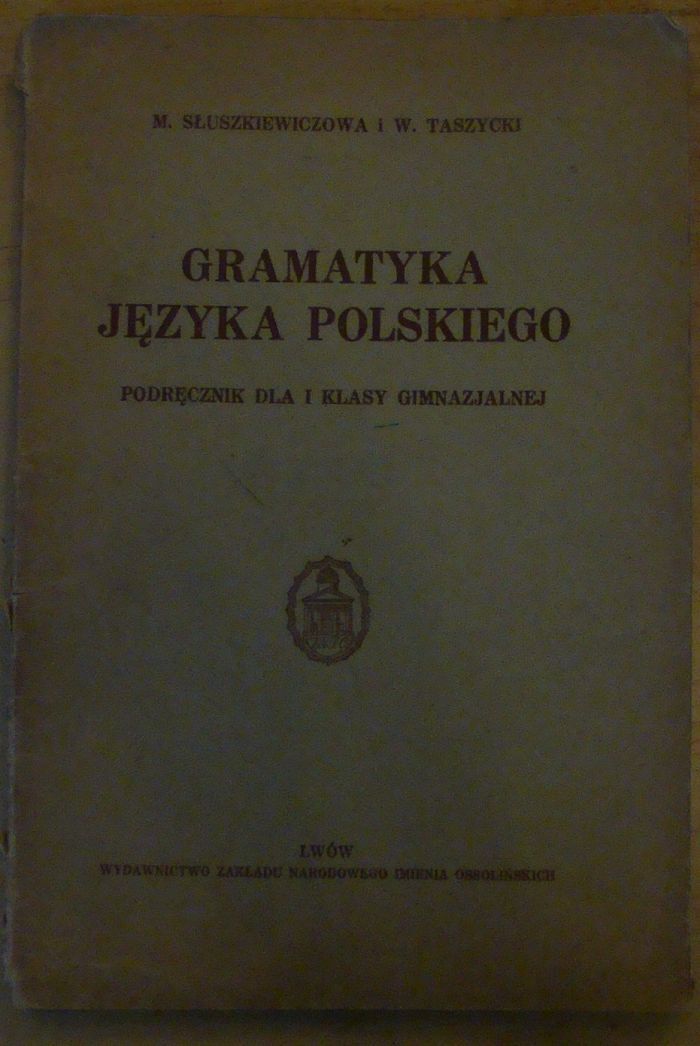 M. SŁUSZKIEWICZOWA i W. TASZYCKI
GRAMATYKA
JĘZYKA POLSKIEGO
PODRĘCZNIK DLA I KLASY GIMNAZJALNEJ
LWÓW
WYDAWNICTWO ZAKŁADU NARODOWEGO IMIENIA OSSOLIŃSKICH